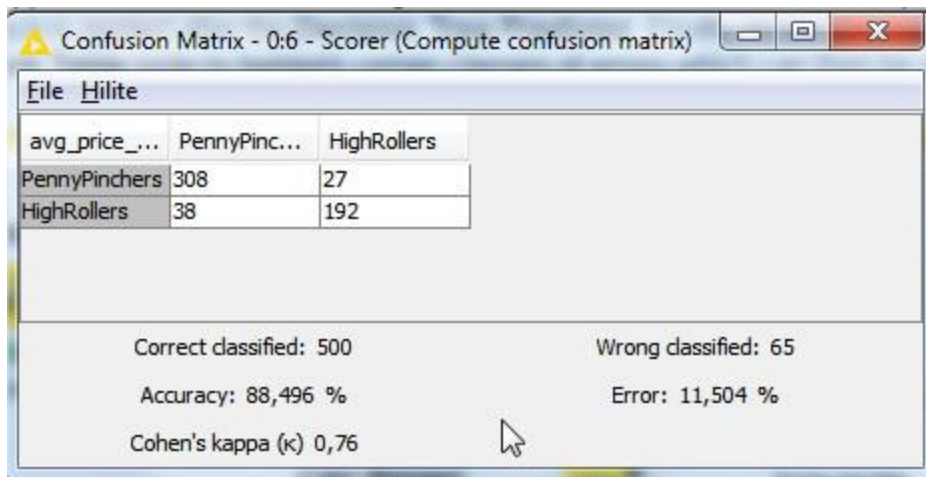 Confusion Matrix - 0:6 - Scorer (Compute confusion matrix)
File Hilite
avg_price_... PennyPinc... HighRollers
PennyPinchers 308 27
HighRollers 38 192
Correct classified: 500 Wrong classified: 65
Accuracy: 88,496 % Error: 11,504 %
Cohen's kappa (κ) 0,76